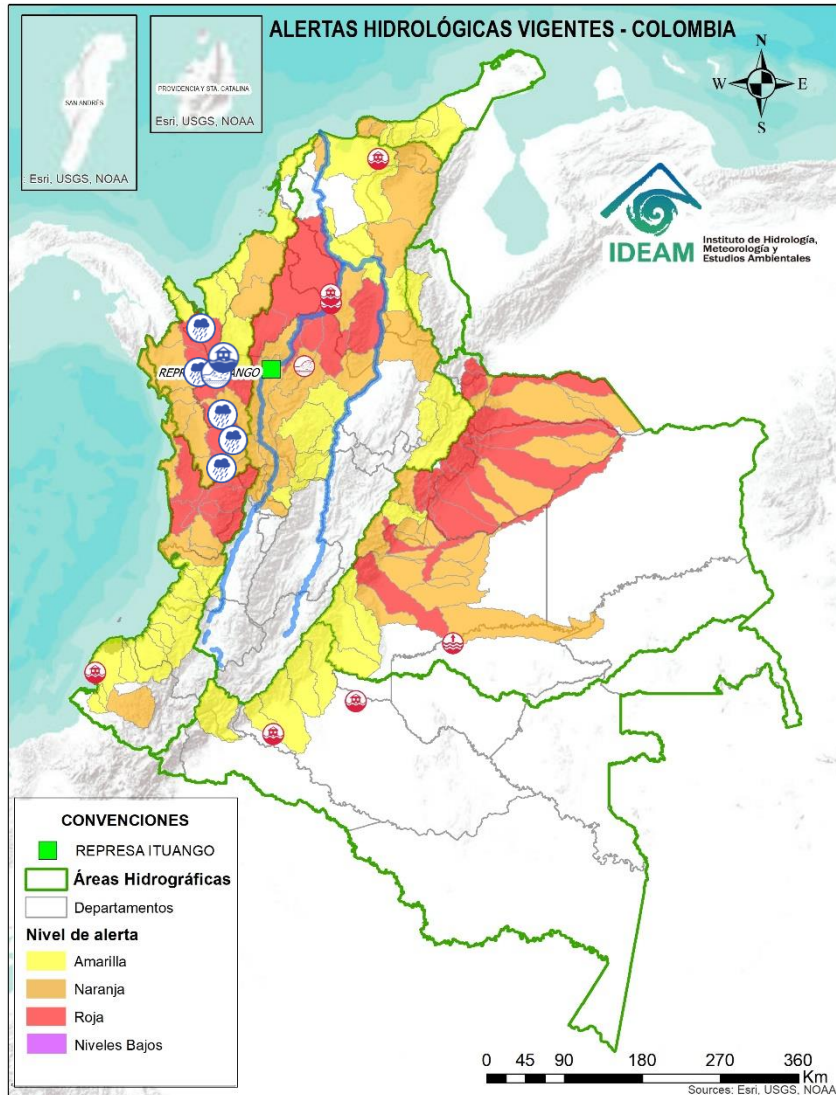 ALERTAS HIDROLÓGICAS VIGENTES - COLOMBIA
SAN ANDRÉS
Esri, USGS, NOAA
PROVIDENCIA Y STA. CATALINA
Esri, USGS, NOAA
N
W
E
S
IDEAM
Instituto de Hidrología,
Meteorología y
Estudios Ambientales
CONVENCIONES
REPRESA ITUANGO
Áreas Hidrográficas
Departamentos
Nivel de alerta
Amarilla
Naranja
Roja
Niveles Bajos
0 45 90 180 270 360
Km
Sources: Esri, USGS, NOAA